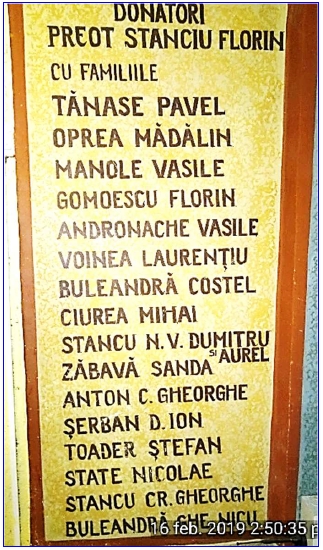 DONATORI
PREOT STANCIU FLORIN
CU FAMILIILE
TĂNASE PAVEL
OPREA MĂDĂLIN
MANOLE VASILE
GOMOESCU FLORIN
ANDRONACHE VASILE
VOINEA LAURENȚIU
BULEANDRĂ COSTEL
CIUREA MIHAI
STANCU N.V. DUMITRU
ȘI AUREL
ZĂBAVĂ SANDA
ANTON C. GHEORGHE
ȘERBAN D. ION
TOADER ȘTEFAN
STATE NICOLAE
STANCU CR. GHEORGHE
BULEANDRĂ GHE. NICU
16 feb. 2019 2:50:35 p